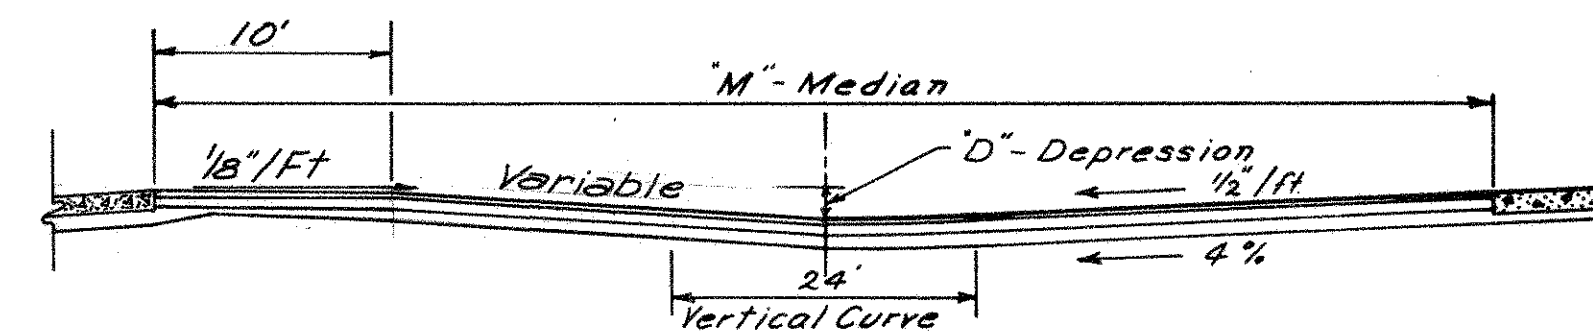 10'
"M" - Median
"D" - Depression
1/8"/Ft
Variable
1/2"/ft.
4%
24'
Vertical Curve